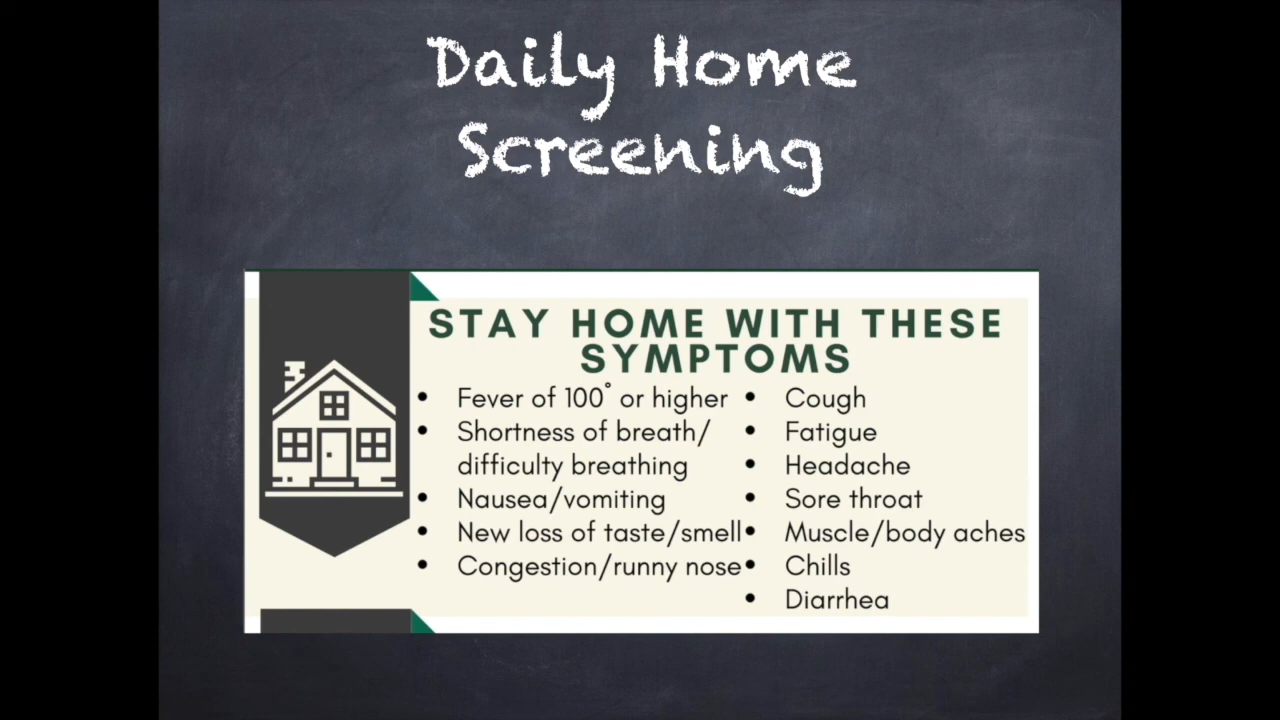 Daily Home
Screening
STAY HOME WITH THESE
SYMPTOMS
• Fever of 100° or higher
• Shortness of breath/
difficulty breathing
• Nausea/vomiting
• New loss of taste/smell
• Congestion/runny nose
• Cough
• Fatigue
• Headache
• Sore throat
• Muscle/body aches
• Chills
• Diarrhea